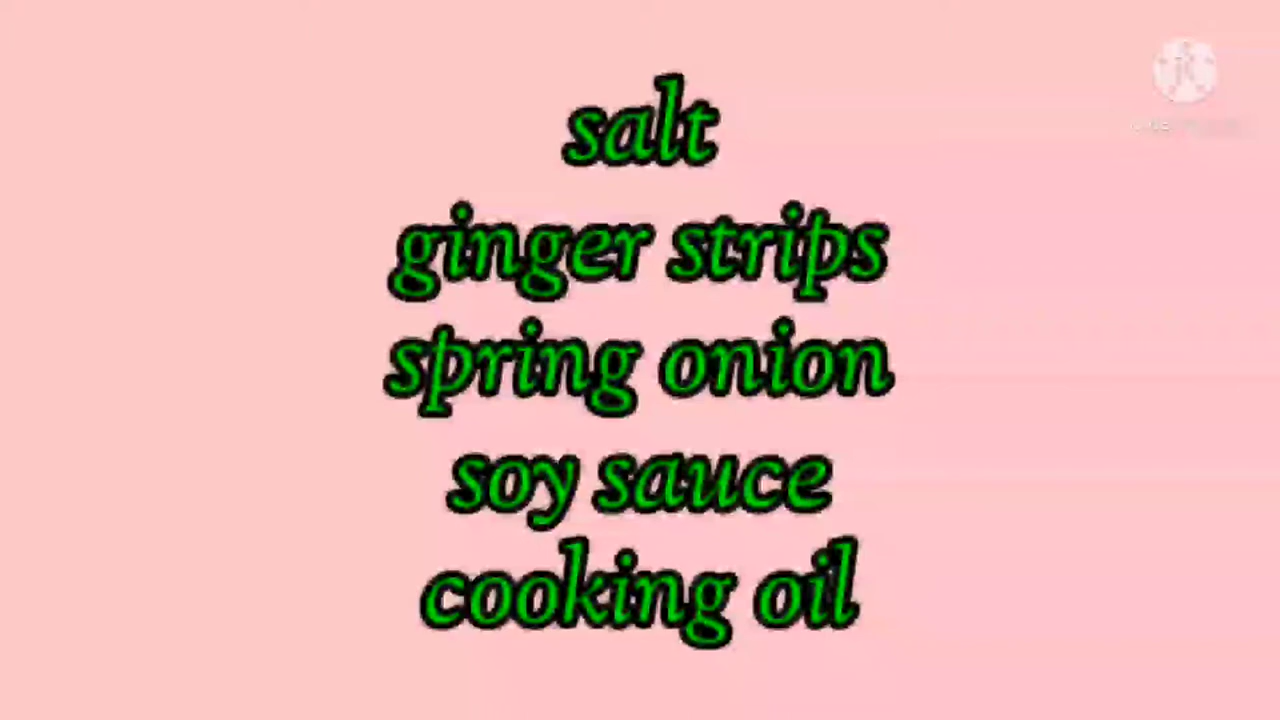 salt
ginger strips
spring onion
soy sauce
cooking oil